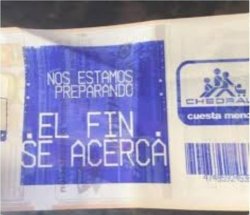 NOS ESTAMOS
PREPARANDO
EL FIN
SE ACERCA
CHEDRAUI
cuesta menos